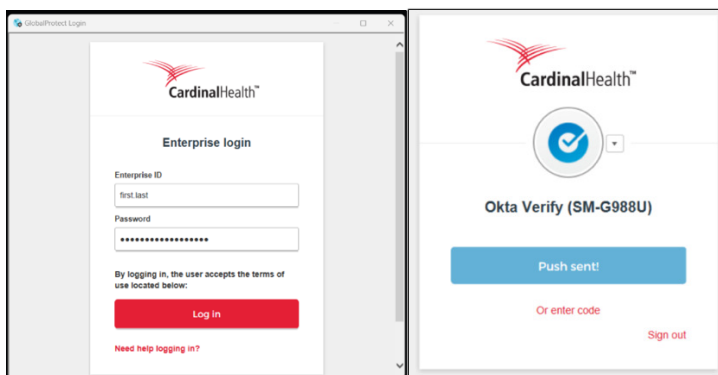 GlobalProtect Login
CardinalHealth™
Enterprise login
Enterprise ID
first.last
Password
••••••••••••••••••
By logging in, the user accepts the terms of
use located below:
Log in
Need help logging in?
CardinalHealth™
Okta Verify (SM-G988U)
Push sent!
Or enter code
Sign out